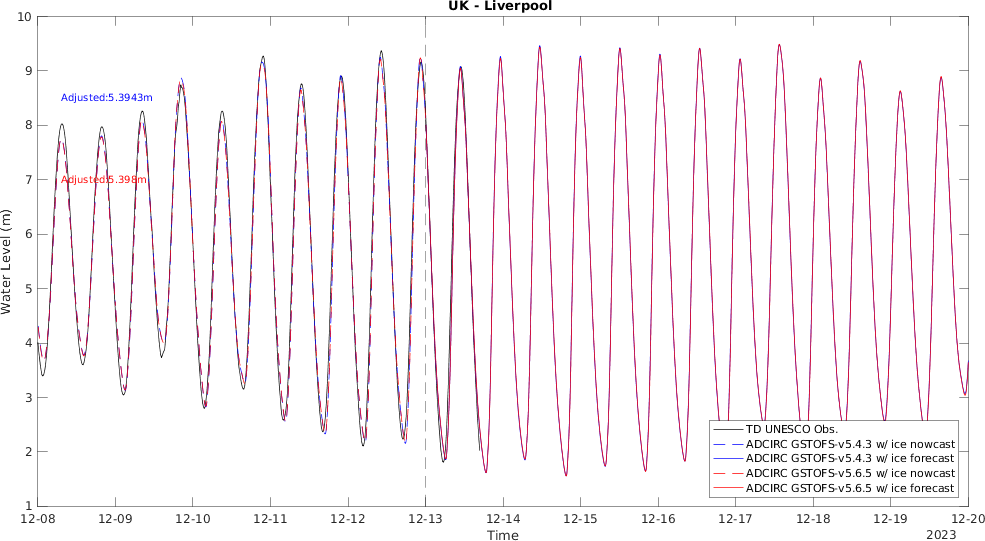 UK - Liverpool
10
9
8
7
6
5
4
3
2
1
Water Level (m)
Adjusted:5.3943m
Adjusted:5.398m
TD UNESCO Obs.
ADCIRC GSTOFS-v5.4.3 w/ ice nowcast
ADCIRC GSTOFS-v5.4.3 w/ ice forecast
ADCIRC GSTOFS-v5.6.5 w/ ice nowcast
ADCIRC GSTOFS-v5.6.5 w/ ice forecast
12-08 12-09 12-10 12-11 12-12 12-13 12-14 12-15 12-16 12-17 12-18 12-19 12-20
Time
2023